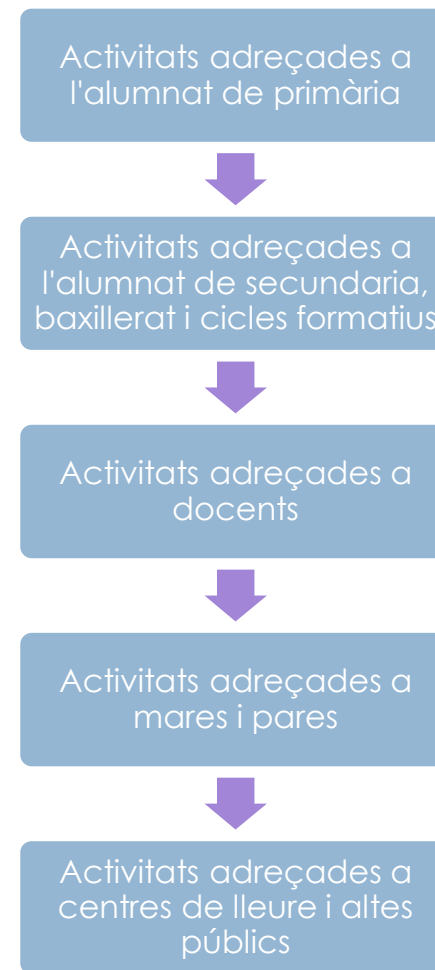 Activitats adreçades a
l'alumnat de primària
Activitats adreçades a
l'alumnat de secundaria,
baxillerat i cicles formatius
Activitats adreçades a
docents
Activitats adreçades a
mares i pares
Activitats adreçades a
centres de lleure i altes
públics